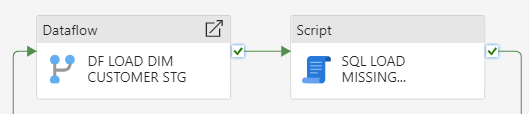 Dataflow
DF LOAD DIM
CUSTOMER STG
Script
SQL LOAD
MISSING...